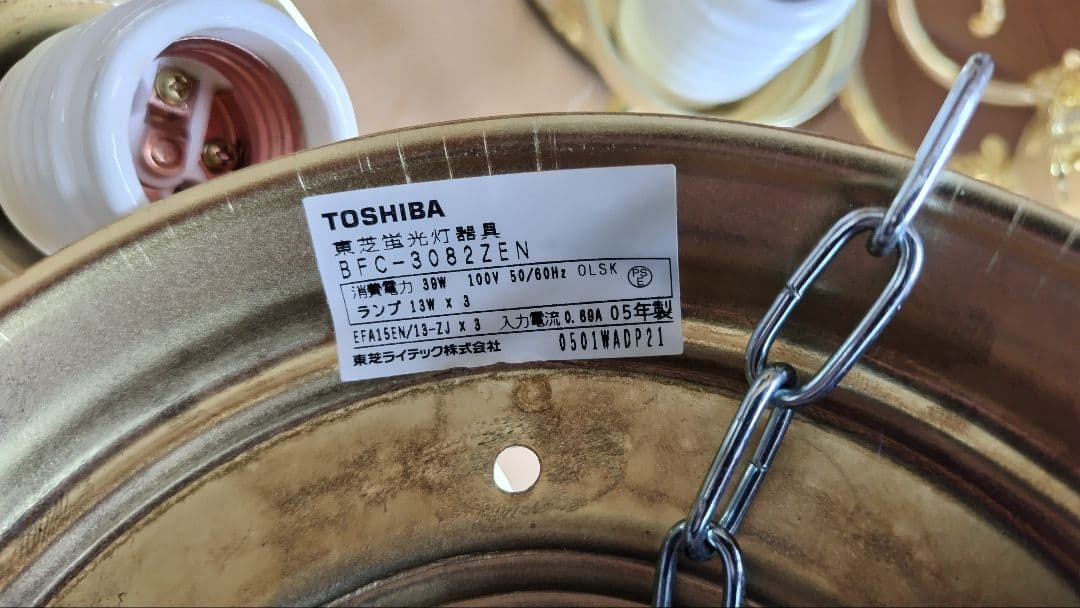 TOSHIBA
東芝蛍光灯器具
BFC-3082ZEN
消費電力 39W 100V 50/60Hz OLSK PS E
ランプ 13W x 3
EFA15EN/13-ZJ x 3 入力電流 0.69A 05年製
東芝ライテック株式会社 0501WADP21